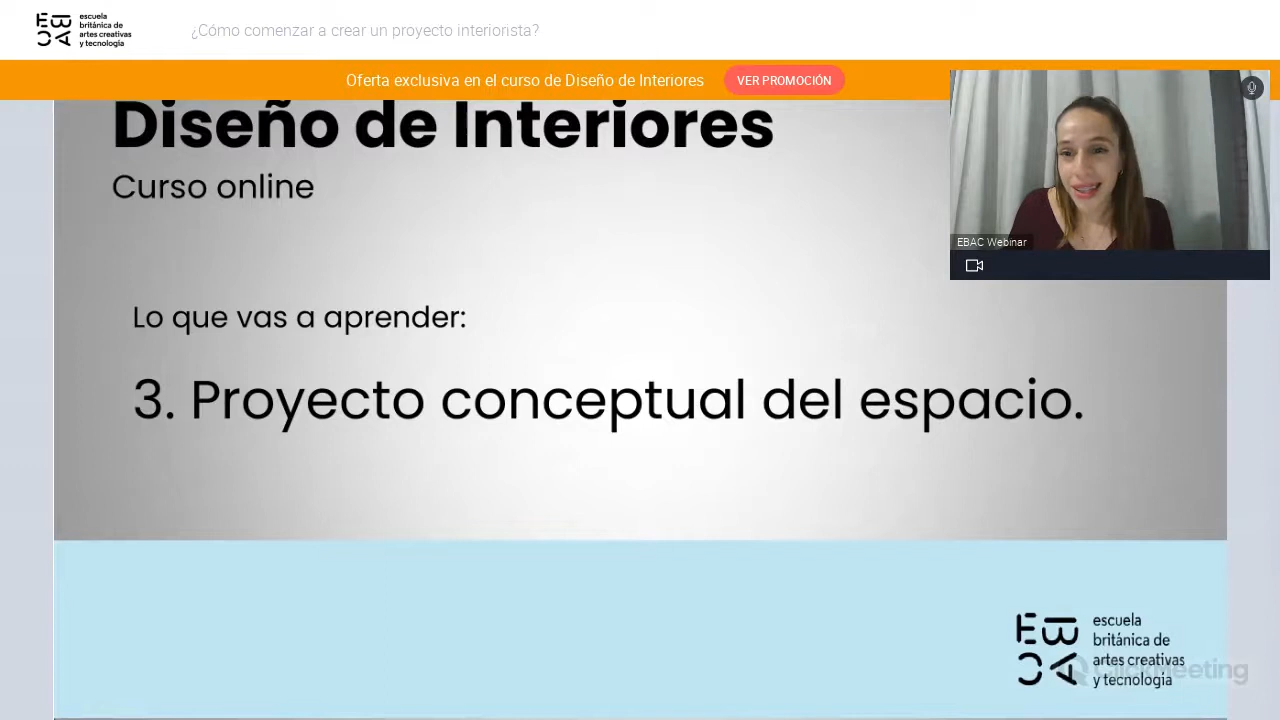 escuela
británica de
artes creativas
y tecnología
¿Cómo comenzar a crear un proyecto interiorista?
Oferta exclusiva en el curso de Diseño de Interiores
VER PROMOCIÓN
EBAC Webinar
Diseño de Interiores
Curso online
Lo que vas a aprender:
3. Proyecto conceptual del espacio.
EBAC
escuela
británica de
artes creativas
y tecnología
ClickMeeting